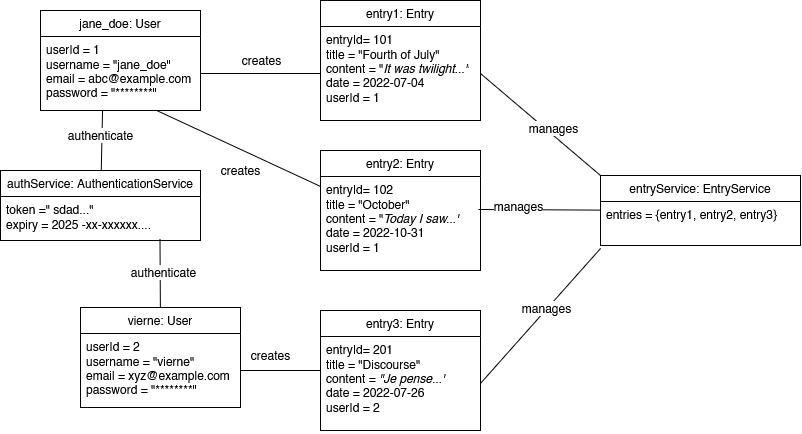 jane_doe: User
userId = 1
username = "jane_doe"
email = abc@example.com
password = "********"
creates
entry1: Entry
entryId= 101
title = "Fourth of July"
content = "It was twilight...'
date = 2022-07-04
userId = 1
authenticate
creates
manages
authService: AuthenticationService
token =" sdad..."
expiry = 2025 -xx-xxxxxx....
entry2: Entry
entryId= 102
title = "October"
content = "Today I saw...'
date = 2022-10-31
userId = 1
manages
entryService: EntryService
entries = {entry1, entry2, entry3}
authenticate
vierne: User
userId = 2
username = "vierne"
email = xyz@example.com
password = "********"
creates
entry3: Entry
entryId= 201
title = "Discourse"
content = "Je pense...'
date = 2022-07-26
userId = 2
manages